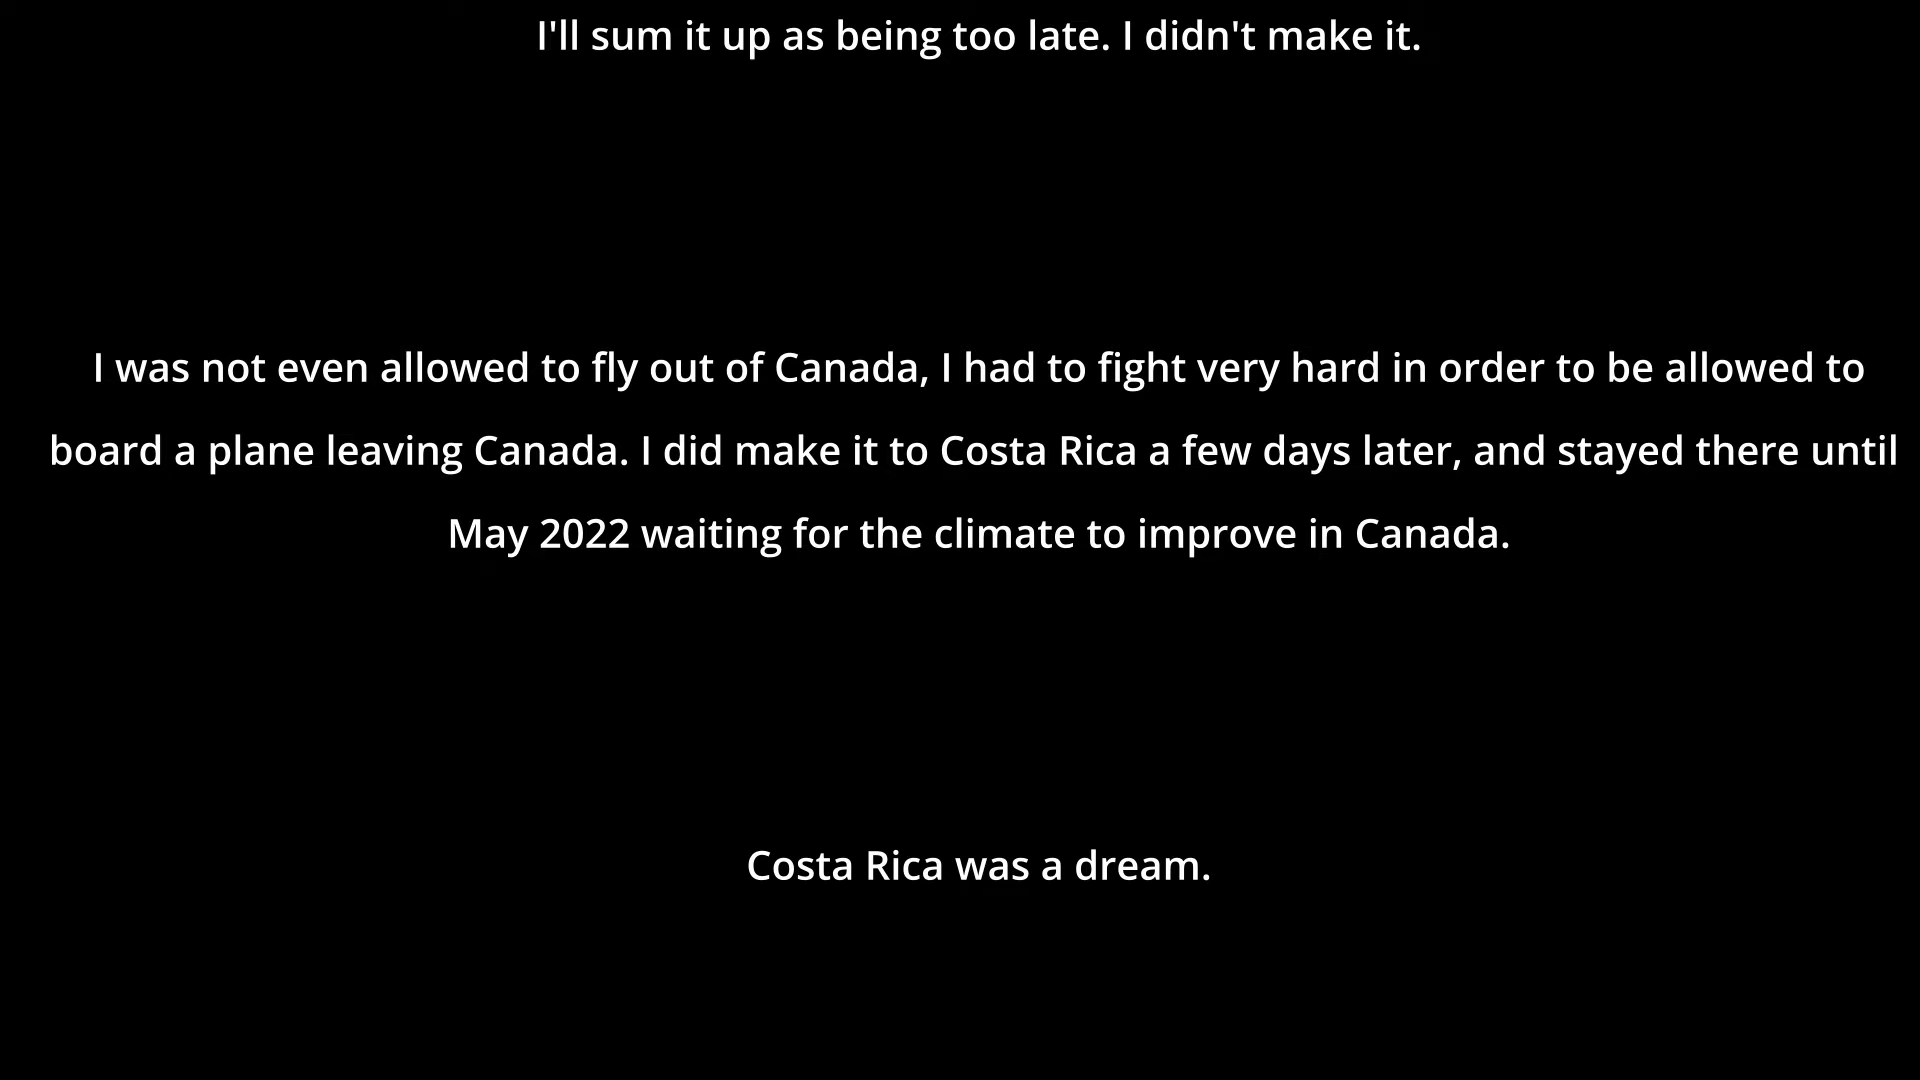 I'll sum it up as being too late. I didn't make it.
I was not even allowed to fly out of Canada, I had to fight very hard in order to be allowed to
board a plane leaving Canada. I did make it to Costa Rica a few days later, and stayed there until
May 2022 waiting for the climate to improve in Canada.
Costa Rica was a dream.